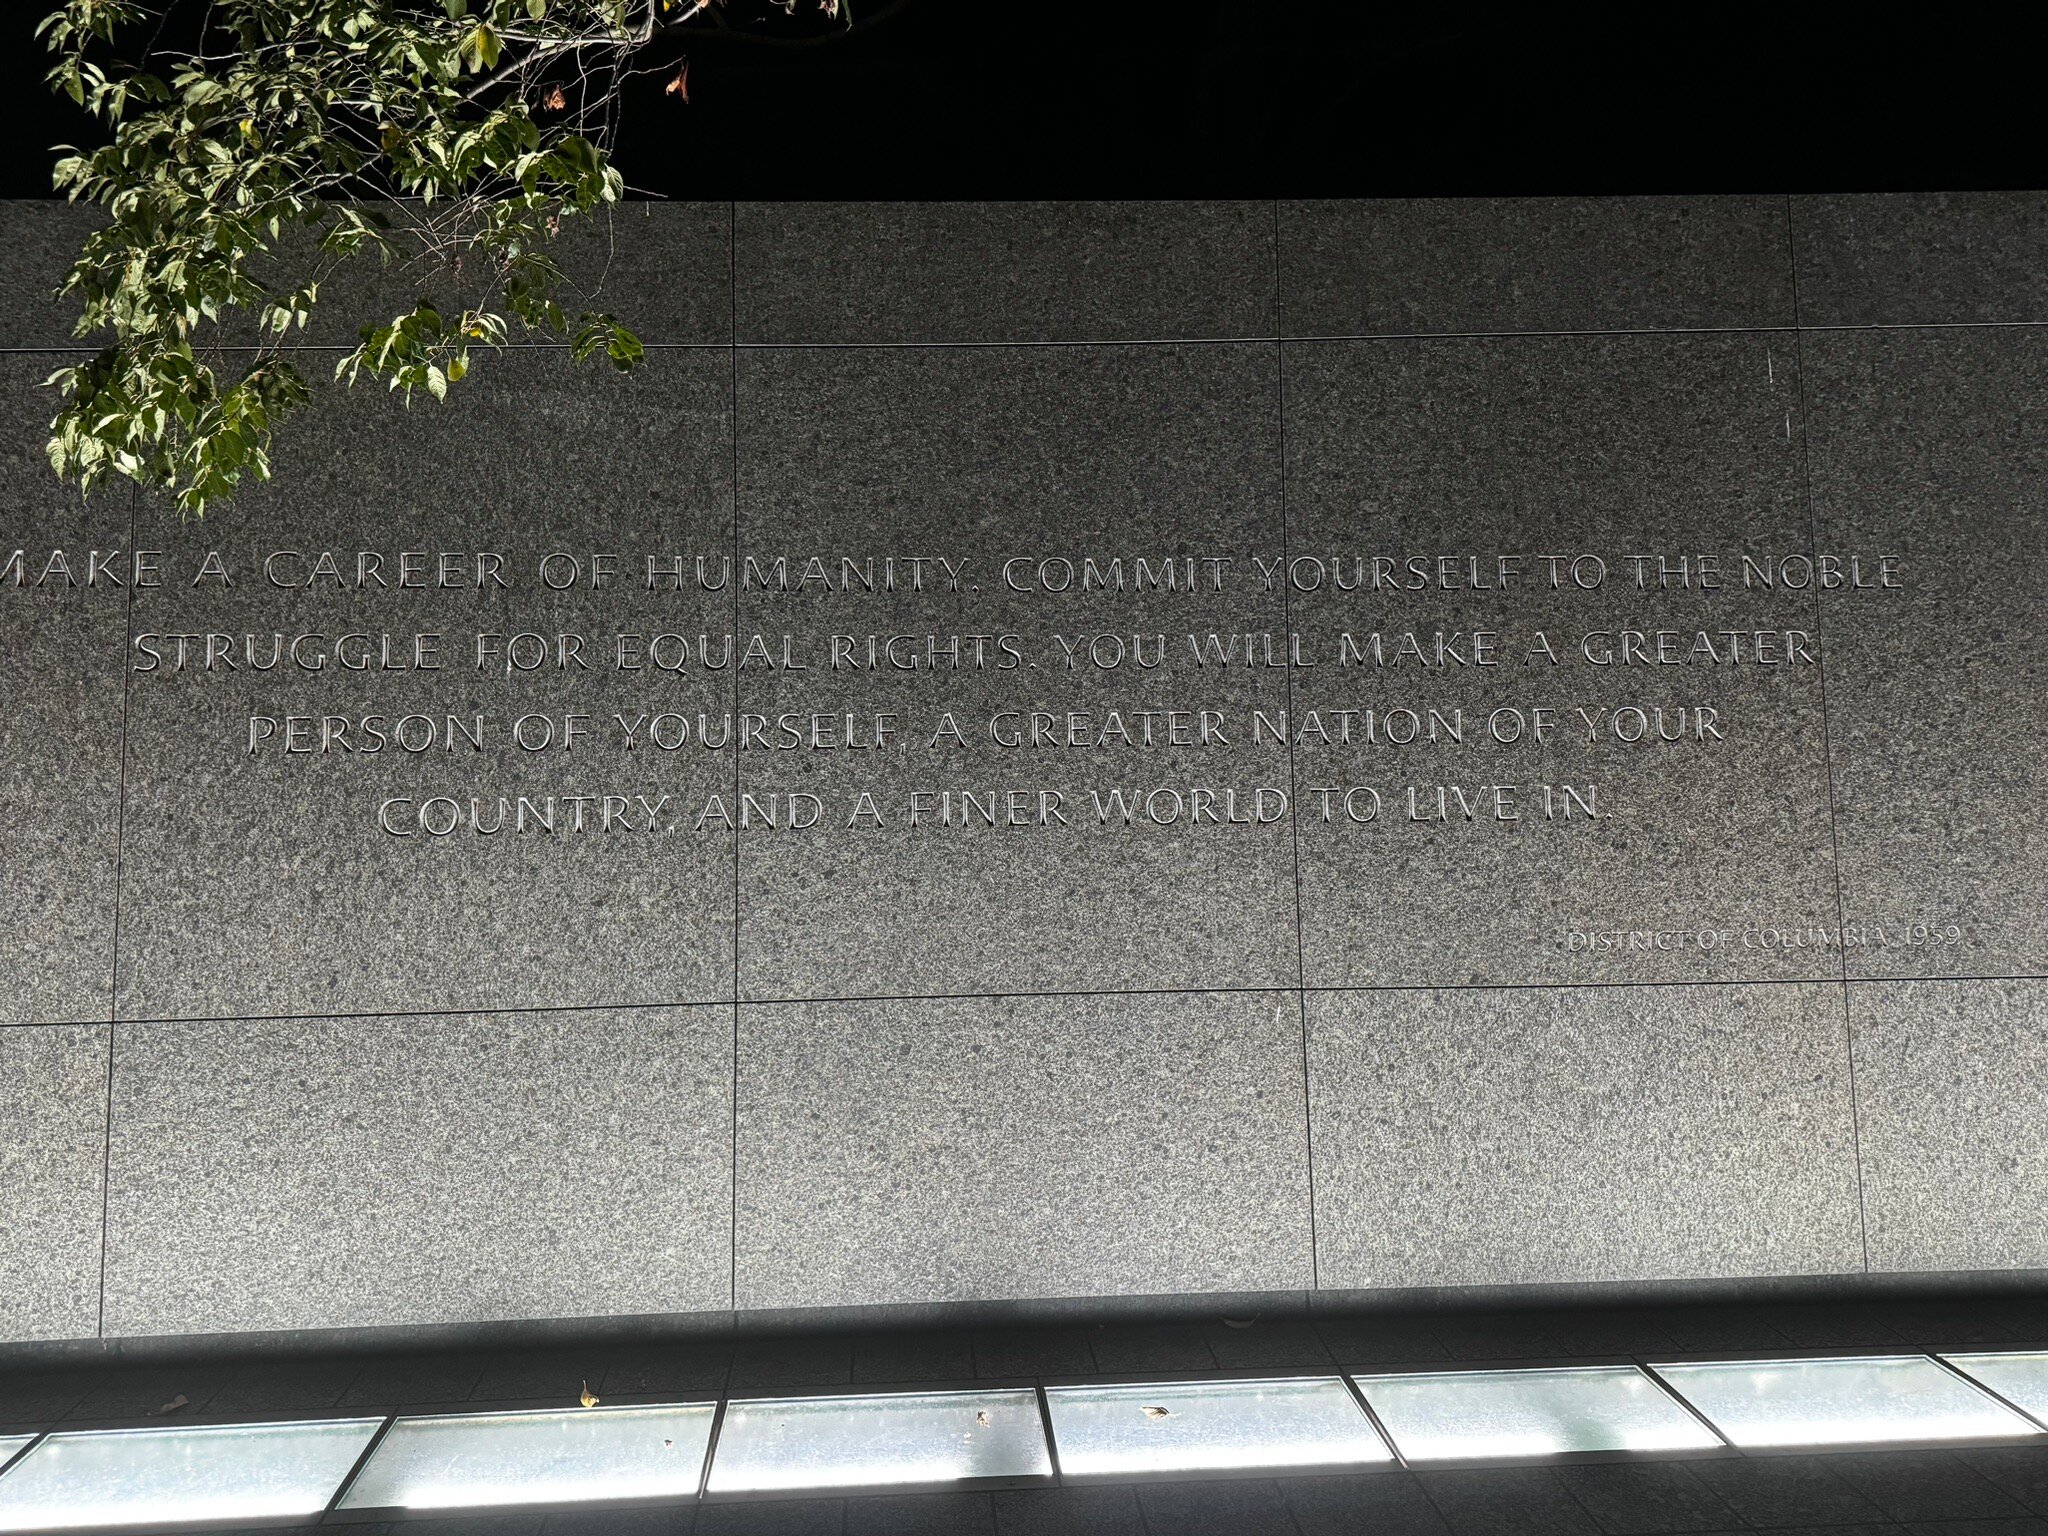 MAKE A CAREER OF HUMANITY. COMMIT YOURSELF TO THE NOBLE
STRUGGLE FOR EQUAL RIGHTS. YOU WILL MAKE A GREATER
PERSON OF YOURSELF, A GREATER NATION OF YOUR
COUNTRY, AND A FINER WORLD TO LIVE IN.
DISTRICT OF COLUMBIA, 1959